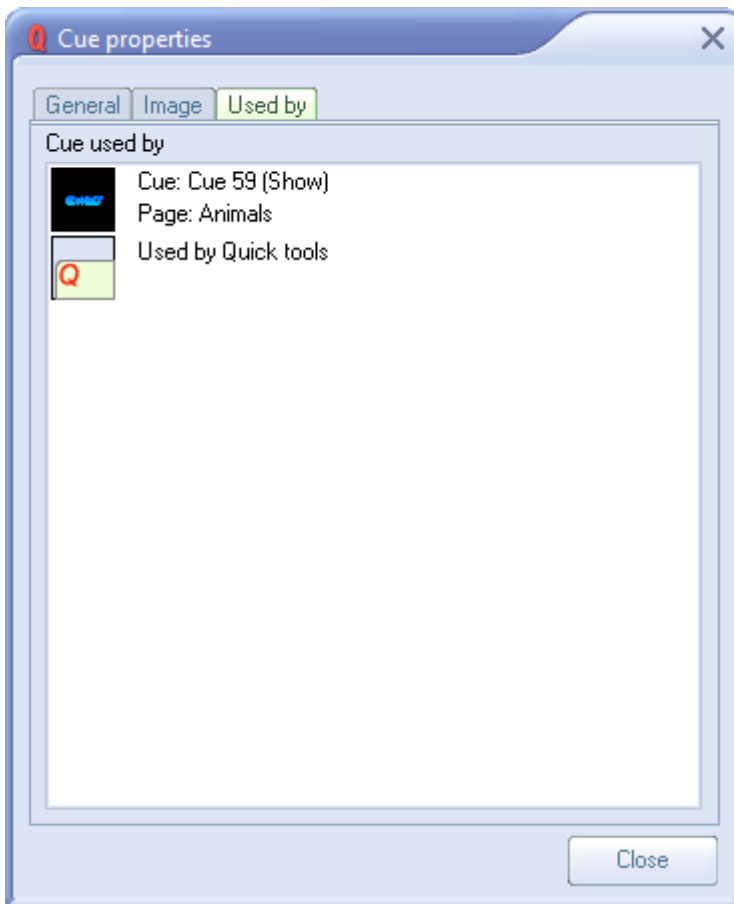 Q Cue properties
General Image Used by
Cue used by
Cue: Cue 59 (Show)
Page: Animals
Used by Quick tools
Q
Close